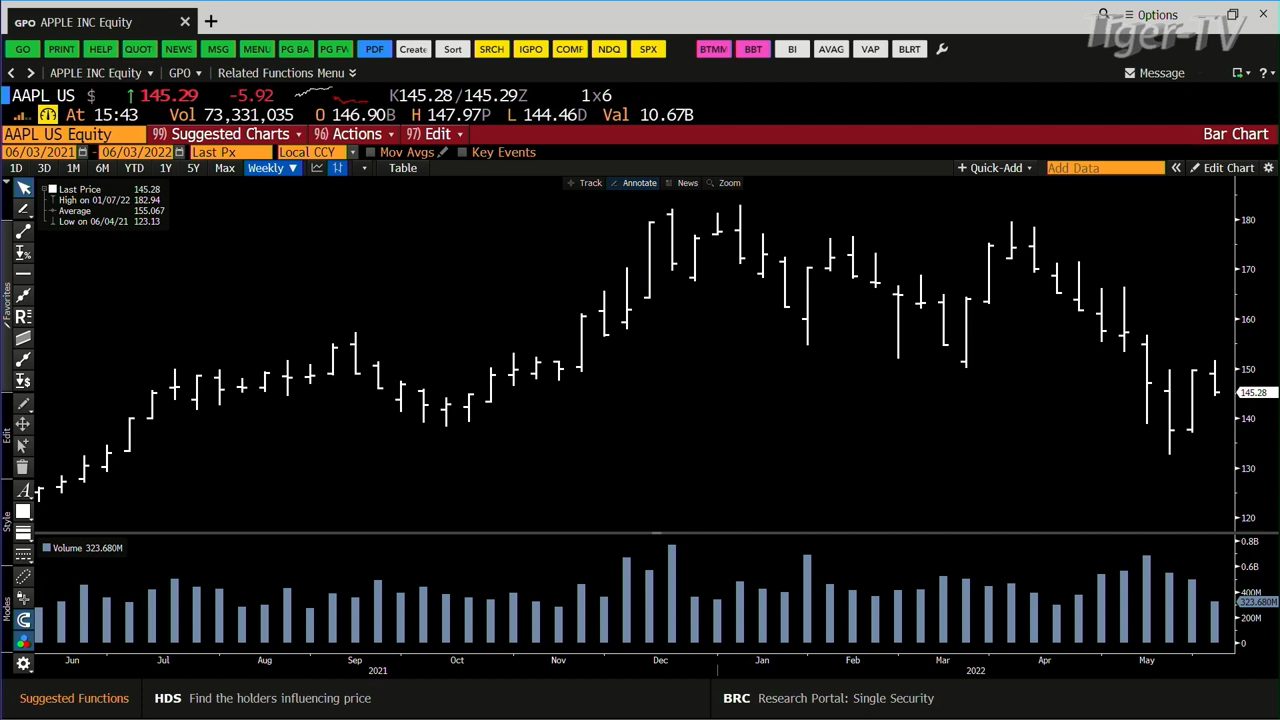 GPO APPLE INC Equity × +
Options
Tiger-TV
GO PRINT HELP QUOT NEWS MSG MENU PG BA PG FV PDF Create Sort SRCH IGPO COMF NDQ SPX BTMM BBT BI AVAG VAP BLRT
APPLE INC Equity GPO Related Functions Menu Message ?
AAPL US $ ↑ 145.29 -5.92 K145.28/145.29Z 1x6
At 15:43 Vol 73,331,035 O 146.90B H 147.97P L 144.46D Val 10.67B
AAPL US Equity 99) Suggested Charts 96) Actions 97) Edit Bar Chart
06/03/2021 - 06/03/2022 Last Px Local CCY Mov Avgs Key Events
1D 3D 1M 6M YTD 1Y 5Y Max Weekly ▼ Table + Quick-Add Add Data « Edit Chart
Track Annotate News Zoom
Last Price 145.28
High on 01/07/22 182.94
Average 155.067
Low on 06/04/21 123.13
180
170
160
150
145.28
140
130
120
Favorites
Edit
Style
Modes
Volume 323.680M
0.8B
0.6B
400M
323.680M
200M
0
Jun Jul Aug Sep Oct Nov Dec Jan Feb Mar Apr May
2021 2022
Suggested Functions HDS Find the holders influencing price BRC Research Portal: Single Security